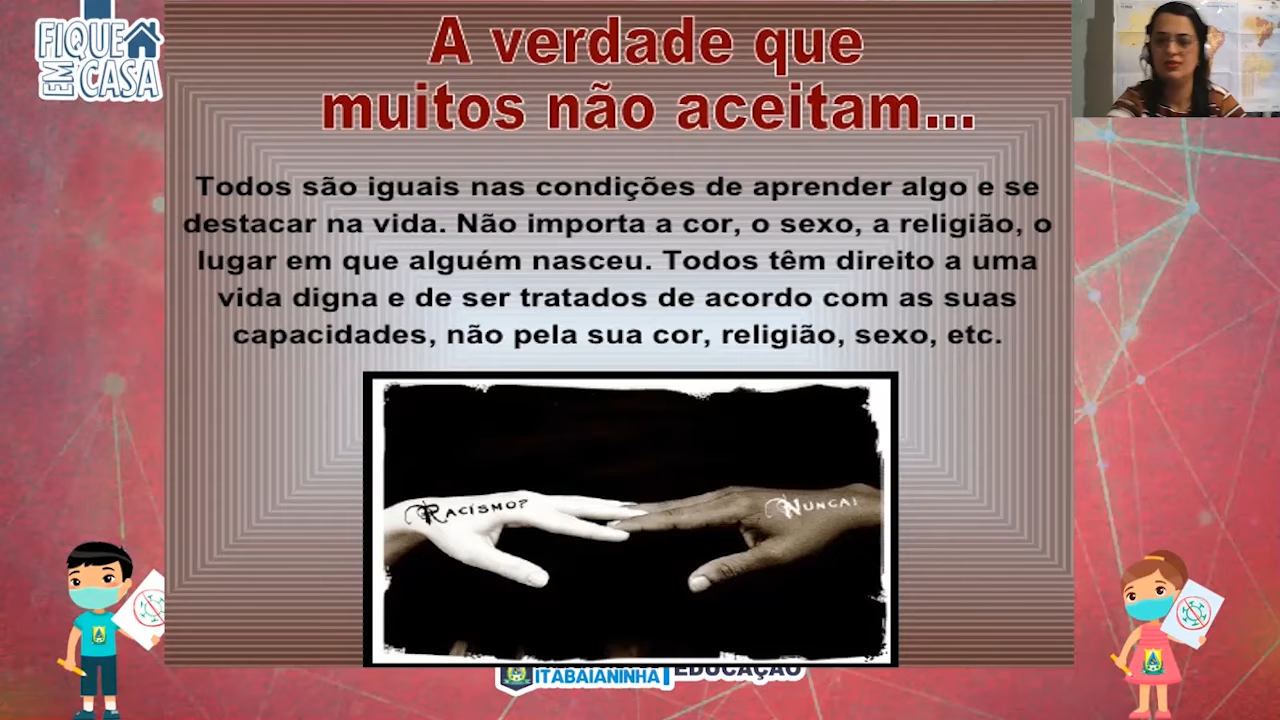 FIQUE
EM
CASA
A verdade que
muitos não aceitam...
Todos são iguais nas condições de aprender algo e se
destacar na vida. Não importa a cor, o sexo, a religião, o
lugar em que alguém nasceu. Todos têm direito a uma
vida digna e de ser tratados de acordo com as suas
capacidades, não pela sua cor, religião, sexo, etc.
RACISMO?
NUNCA!
ITABAIANINHA
EDUCAÇÃO